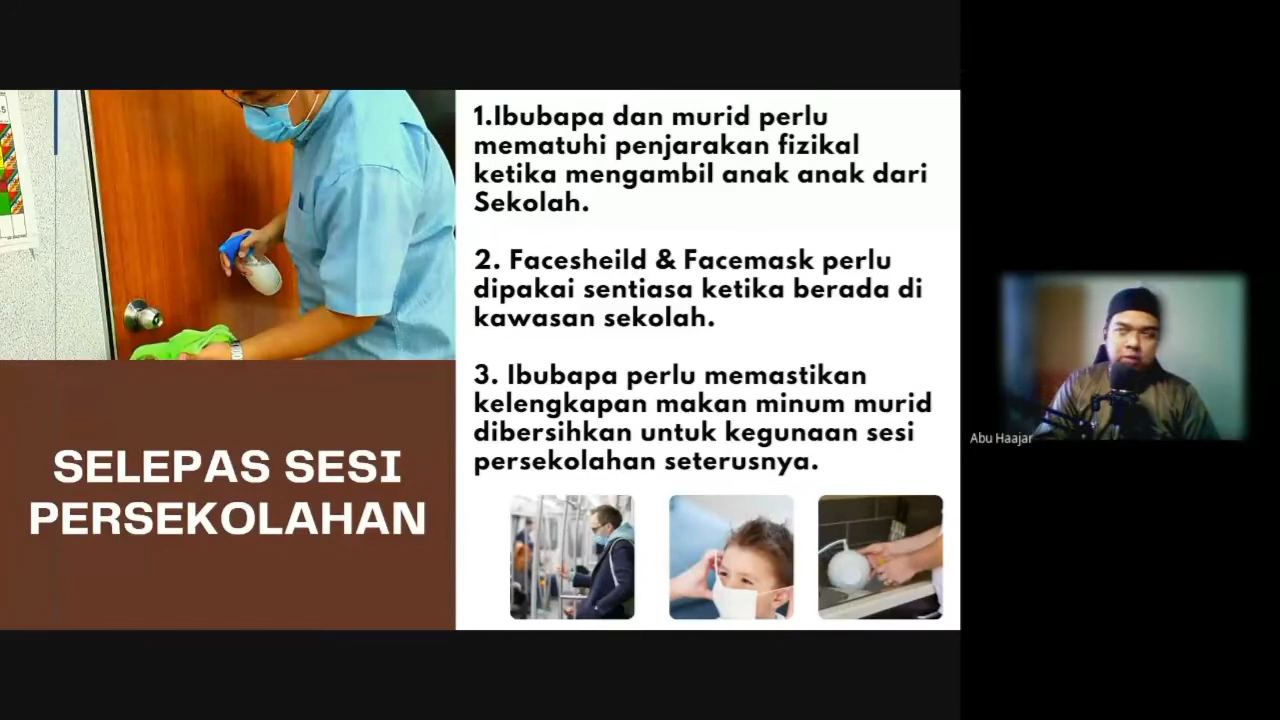 1.Ibubapa dan murid perlu
mematuhi penjarakan fizikal
ketika mengambil anak anak dari
Sekolah.
2. Facesheild & Facemask perlu
dipakai sentiasa ketika berada di
kawasan sekolah.
3. Ibubapa perlu memastikan
kelengkapan makan minum murid
dibersihkan untuk kegunaan sesi
persekolahan seterusnya.
SELEPAS SESI
PERSEKOLAHAN
Abu Haajar